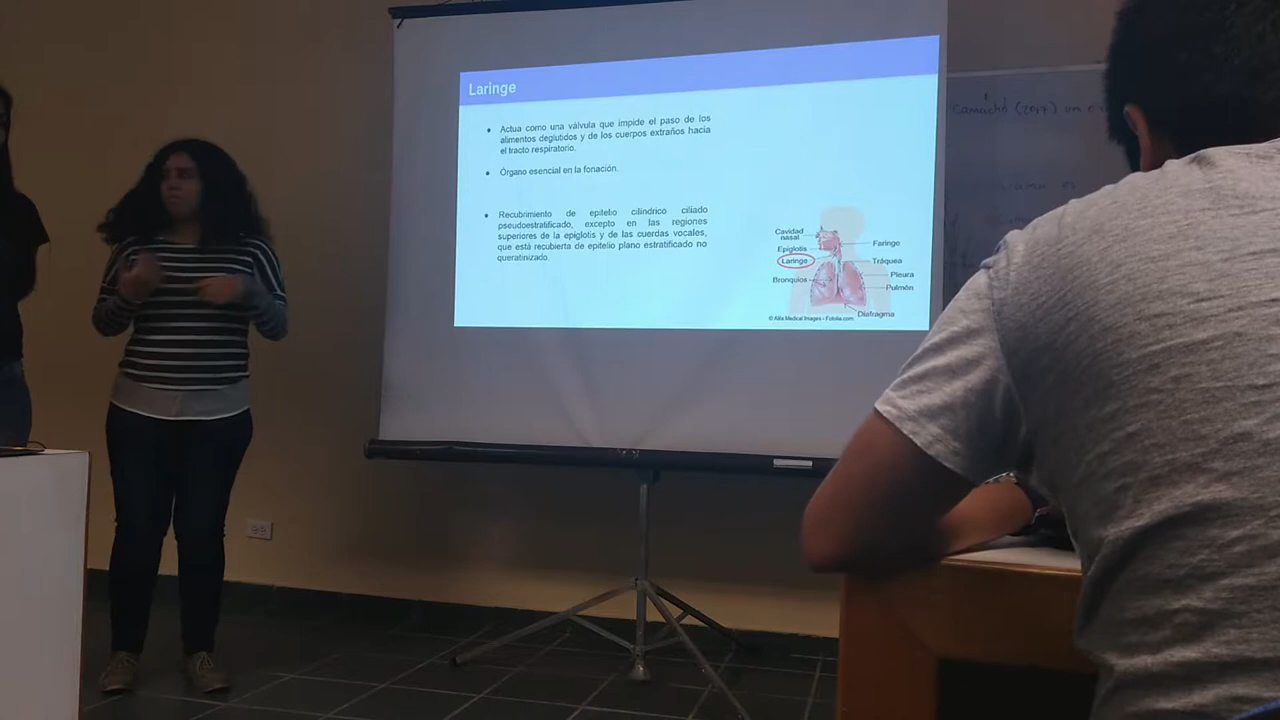 Laringe
Actua como una válvula que impide el paso de los
alimentos deglutidos y de los cuerpos extraños hacia
el tracto respiratorio.
Órgano esencial en la fonación.
Recubrimiento de epitelio cilíndrico ciliado
pseudoestratificado, excepto en las regiones
superiores de la epiglotis y de las cuerdas vocales,
que está recubierta de epitelio plano estratificado no
queratinizado.
Cavidad
nasal
Epiglotis
Laringe
Bronquios
Faringe
Tráquea
Pleura
Pulmón
Diafragma
© Alila Medical Images - Fotolia.com
Camacho (2017) un